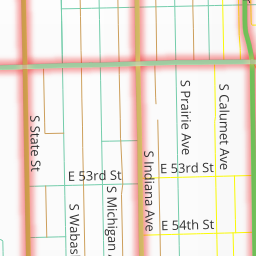 S State St
S Prairie Ave
S Calumet Ave
E 53rd St
S Indiana Ave
E 53rd St
S Wabas
S Michigan A
E 54th St